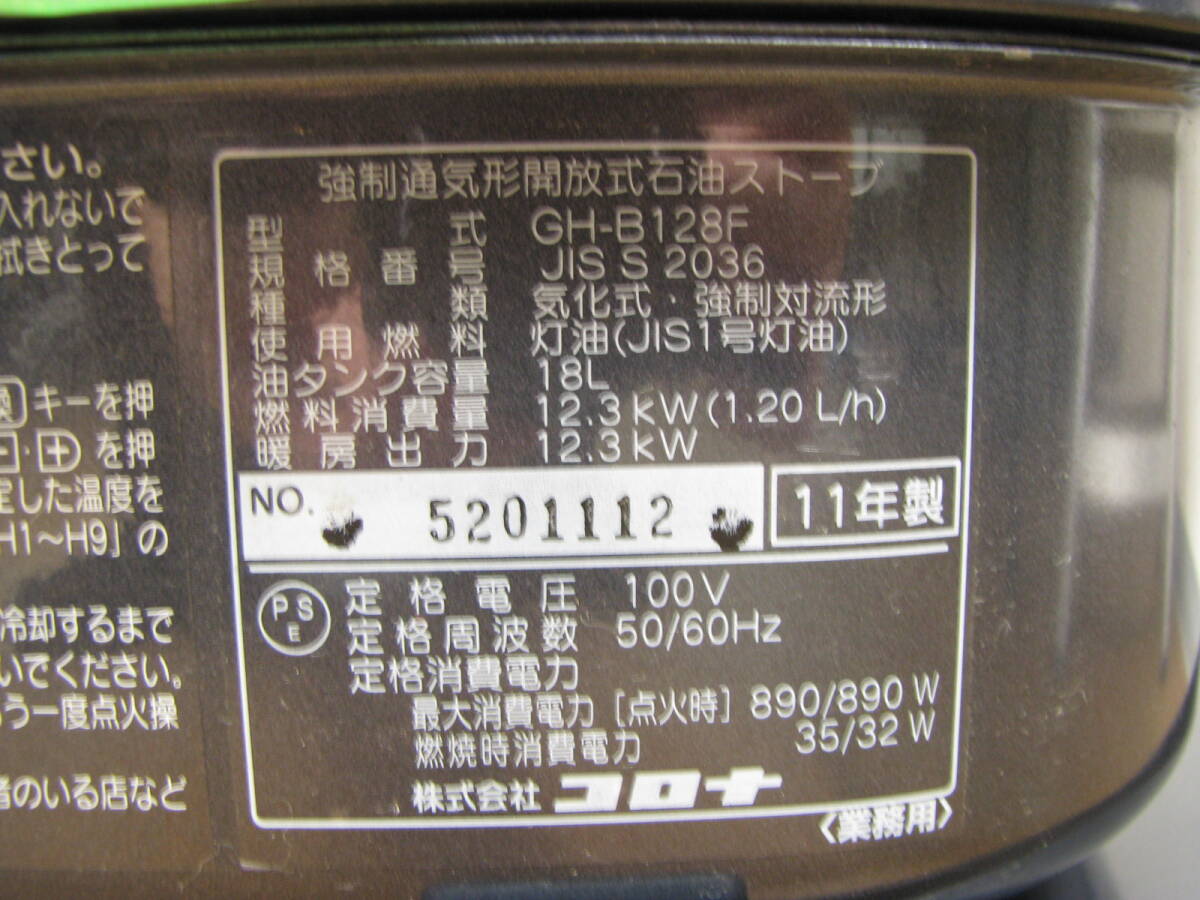 さい。
入れないで
拭きとって
キーを押
を押
定した温度を
H1～H9」の
冷却するまで
いでください。
う一度点火操
者のいる店など
強制通気形開放式石油ストーブ
型式 GH-B128F
規格番号 JIS S 2036
種類 気化式・強制対流形
使用燃料 灯油(JIS1号灯油)
油タンク容量 18L
燃料消費量 12.3kW(1.20 L/h)
暖房出力 12.3kW
NO. 5201112 11年製
PSE 定格電圧 100V
定格周波数 50/60Hz
定格消費電力
最大消費電力［点火時］ 890/890 W
燃焼時消費電力 35/32 W
株式会社 コロナ
〈業務用〉